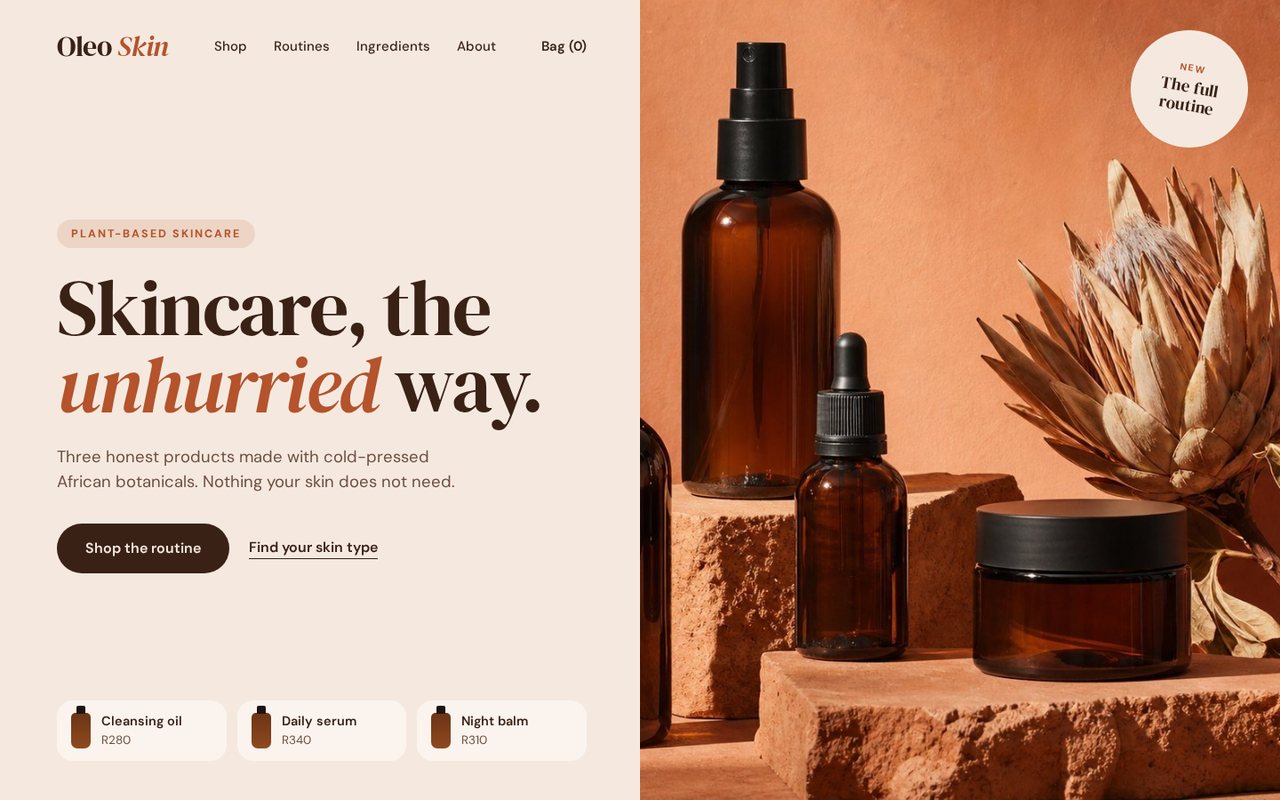 Oleo Skin
Shop Routines Ingredients About Bag (0)
NEW
The full
routine
PLANT-BASED SKINCARE
Skincare, the
unhurried way.
Three honest products made with cold-pressed
African botanicals. Nothing your skin does not need.
Shop the routine
Find your skin type
Cleansing oil
R280
Daily serum
R340
Night balm
R310